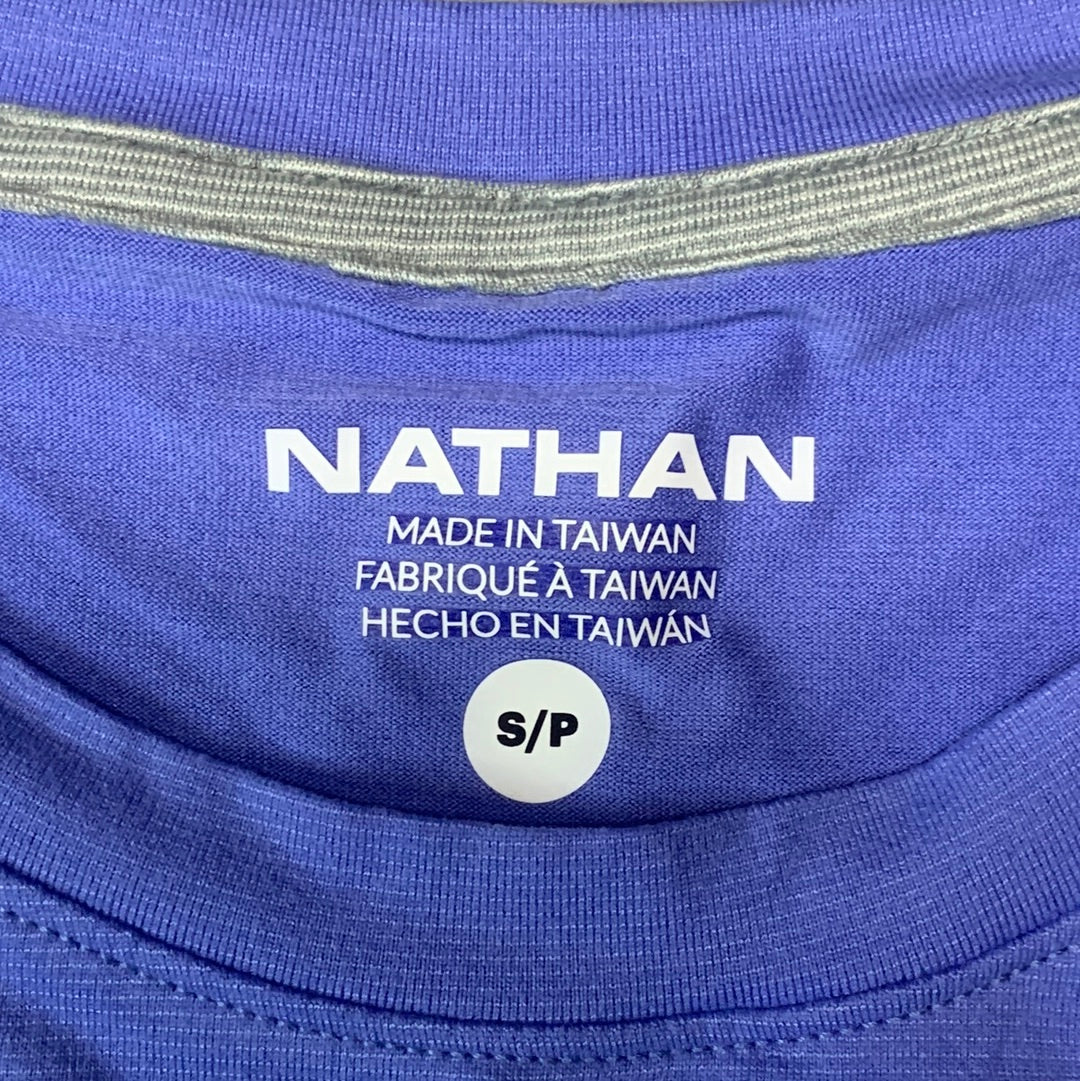 NATHAN
MADE IN TAIWAN
FABRIQUÉ À TAIWAN
HECHO EN TAIWÁN
S/P